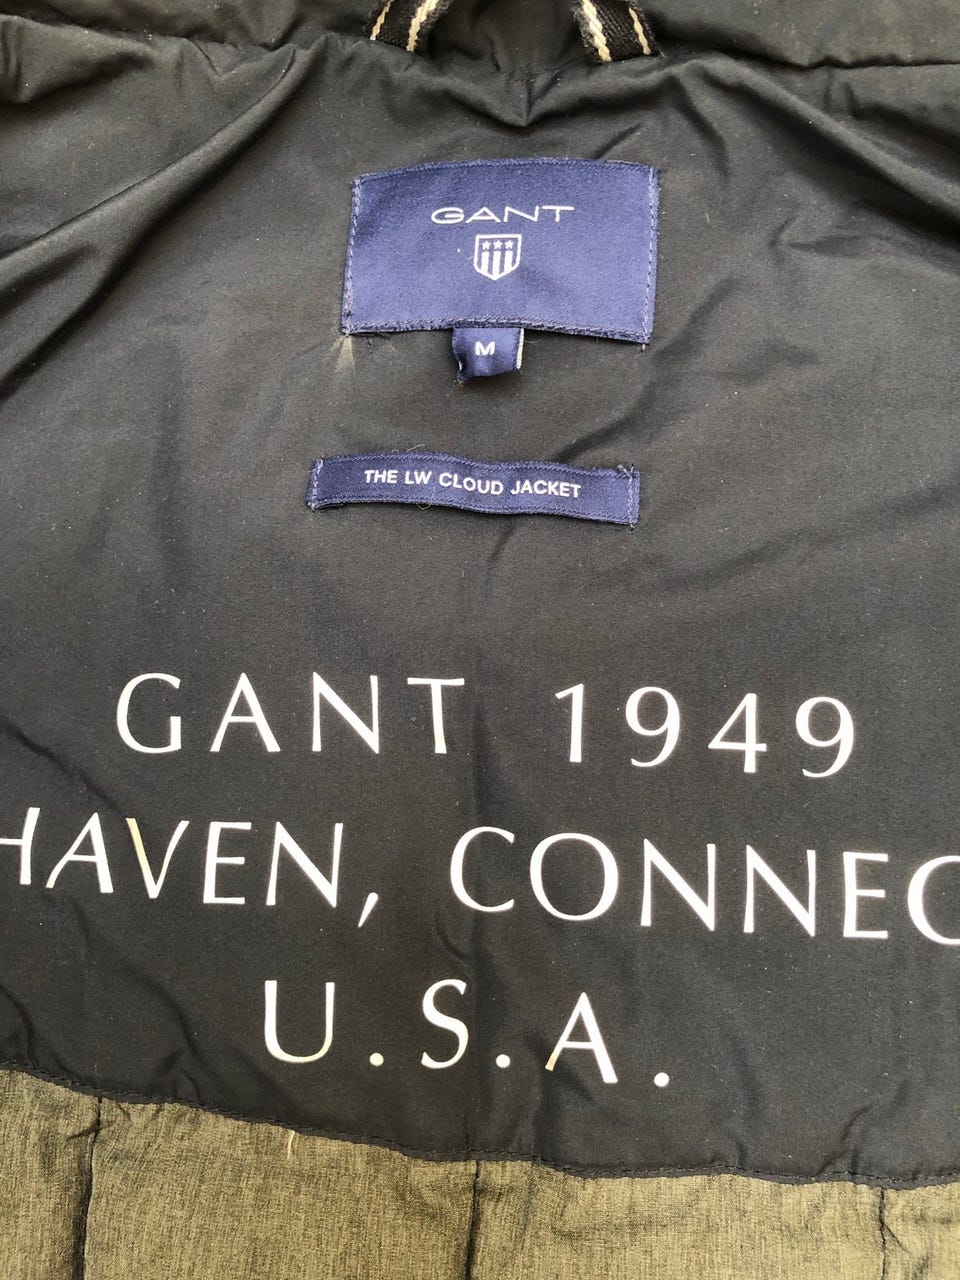 GANT
M
THE LW CLOUD JACKET
GANT 1949
HAVEN, CONNEC
U.S.A.